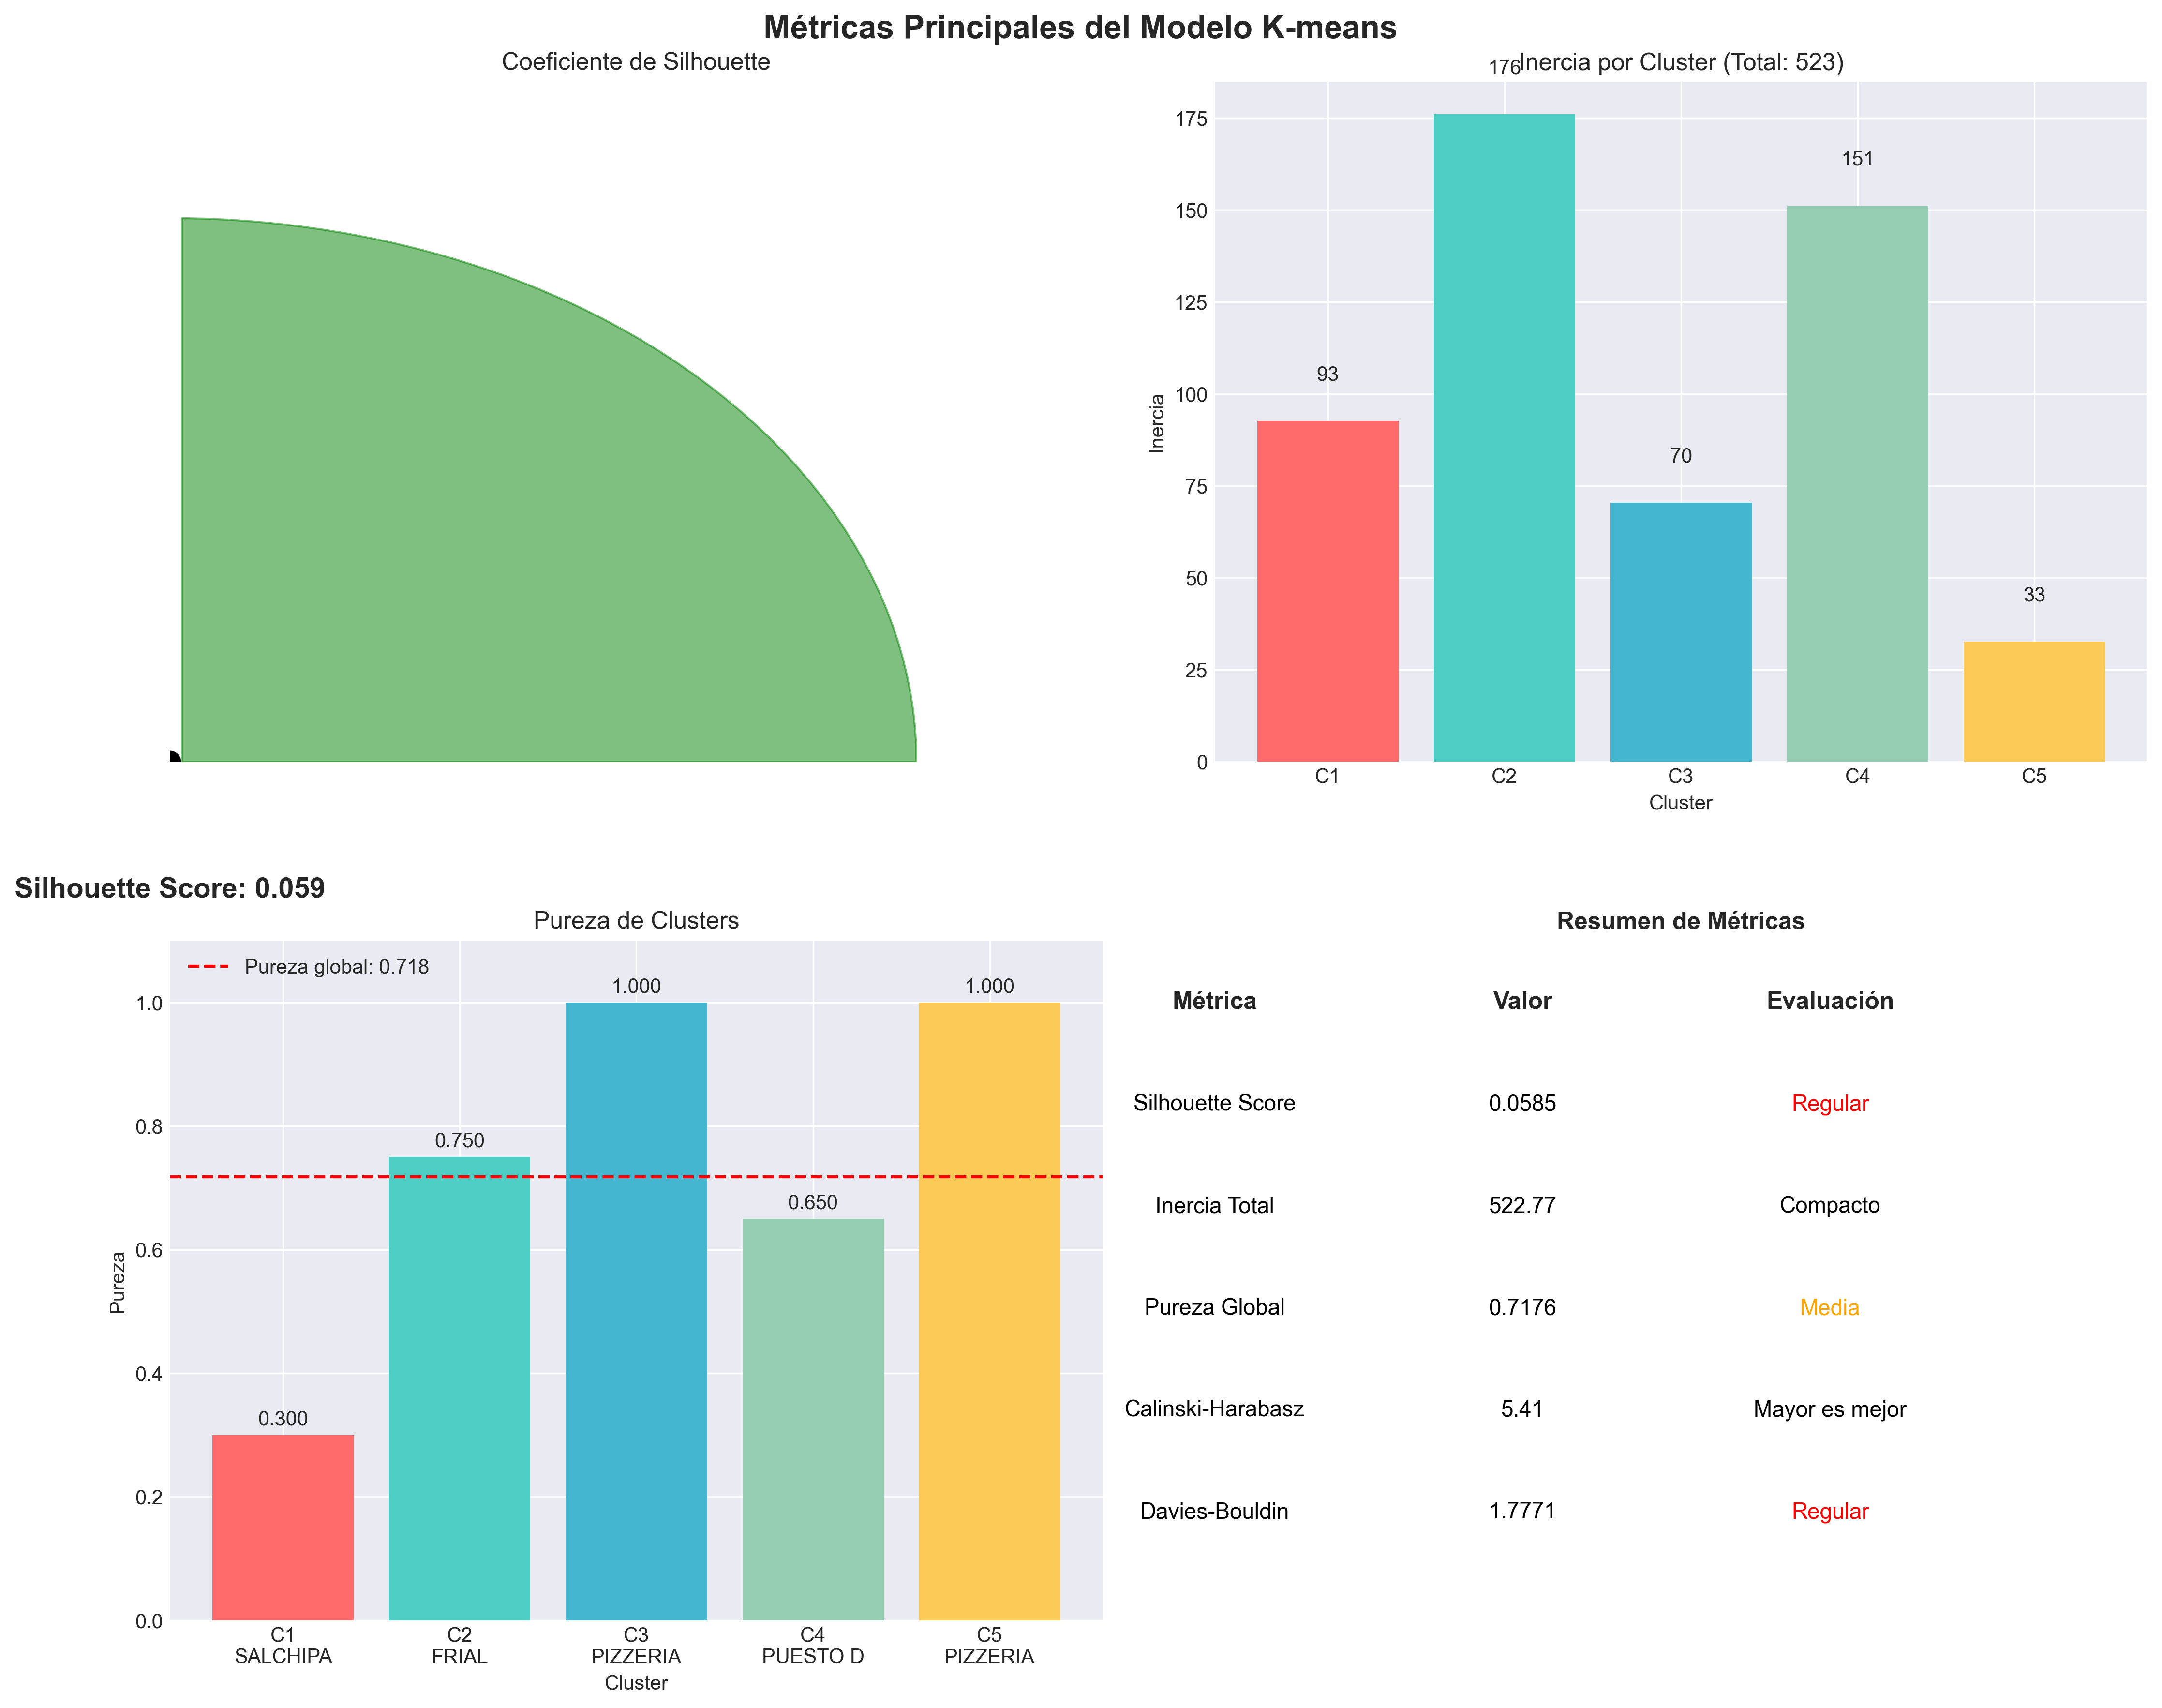 Métricas Principales del Modelo K-means
Coeficiente de Silhouette
Silhouette Score: 0.059
Inercia por Cluster (Total: 523)
176
175
150
125
100
75
50
25
0
Inercia
93
70
151
33
C1
C2
C3
C4
C5
Cluster
Pureza de Clusters
Pureza global: 0.718
1.0
0.8
0.6
0.4
0.2
0.0
Pureza
0.300
0.750
1.000
0.650
1.000
C1
SALCHIPA
C2
FRIAL
C3
PIZZERIA
C4
PUESTO D
C5
PIZZERIA
Cluster
Resumen de Métricas
Métrica Valor Evaluación
Silhouette Score 0.0585 Regular
Inercia Total 522.77 Compacto
Pureza Global 0.7176 Media
Calinski-Harabasz 5.41 Mayor es mejor
Davies-Bouldin 1.7771 Regular